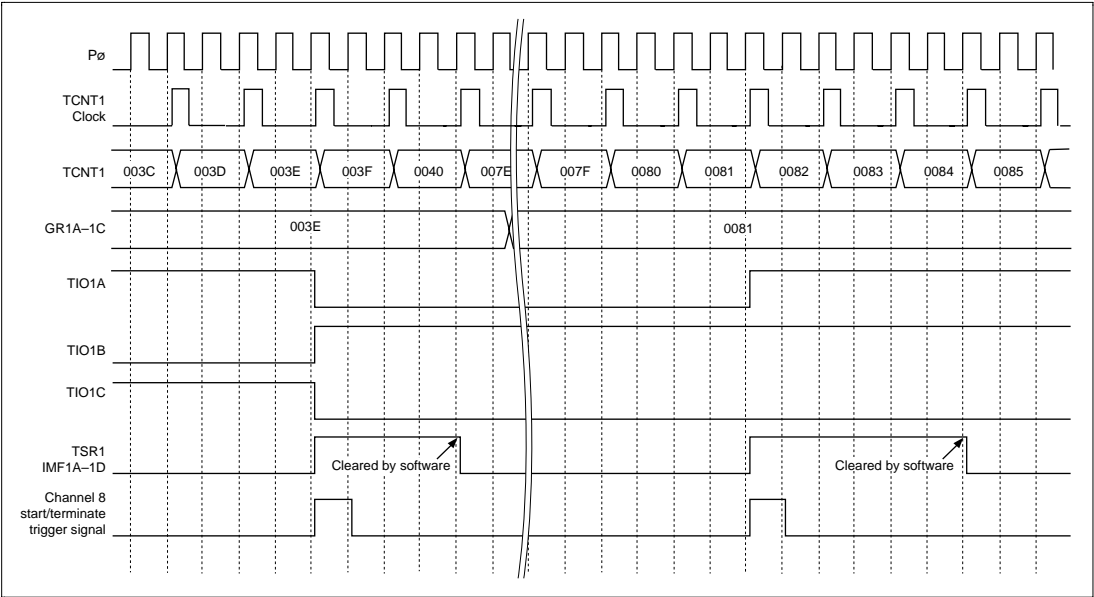 Pø
TCNT1
Clock
TCNT1
003C 003D 003E 003F 0040 007E 007F 0080 0081 0082 0083 0084 0085
GR1A–1C
003E 0081
TIO1A
TIO1B
TIO1C
TSR1
IMF1A–1D
Cleared by software Cleared by software
Channel 8
start/terminate
trigger signal